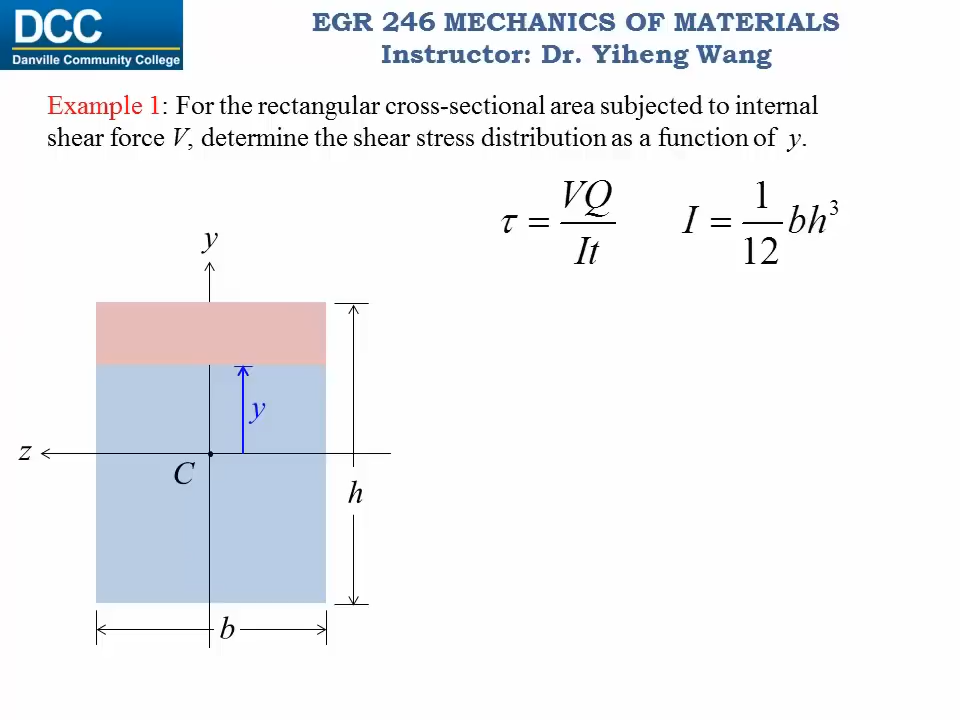 DCC
Danville Community College
EGR 246 MECHANICS OF MATERIALS
Instructor: Dr. Yiheng Wang
Example 1: For the rectangular cross-sectional area subjected to internal
shear force V, determine the shear stress distribution as a function of y.
τ = VQ / It
I = 1/12 bh³
y
y
z
C
h
b